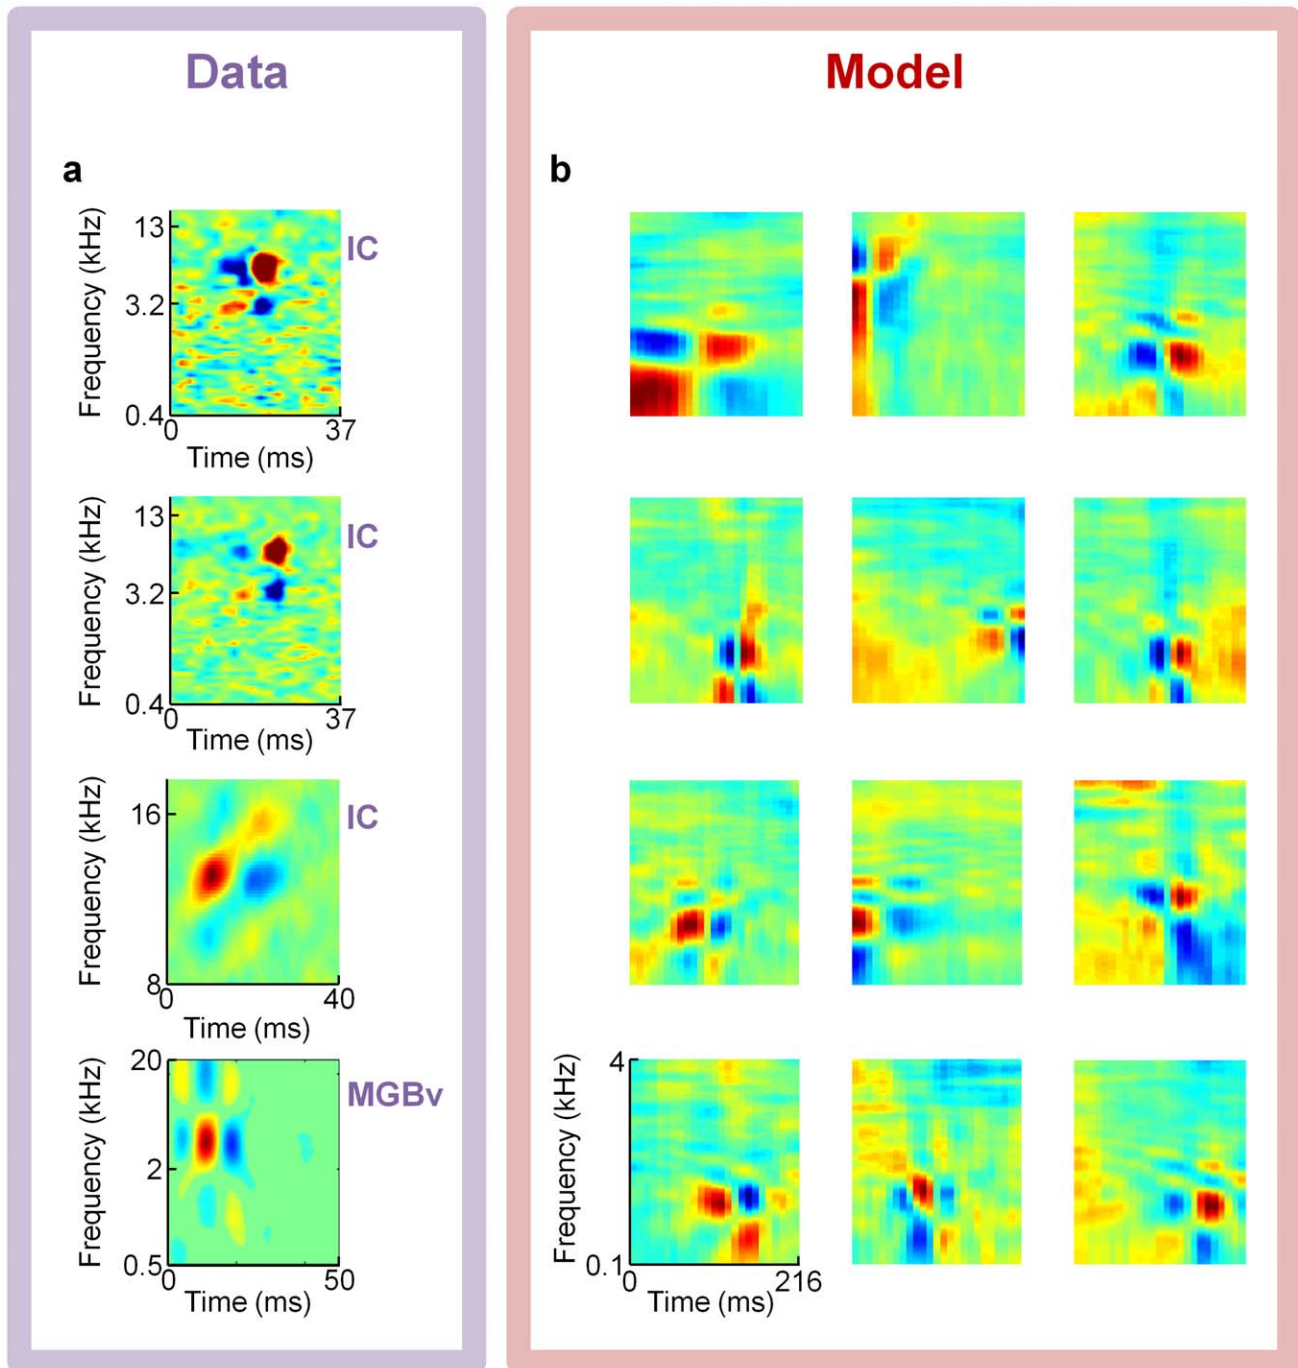 Data
Model
a
b
Frequency (kHz)
13
3.2
0.4
0
37
Time (ms)
IC
Frequency (kHz)
13
3.2
0.4
0
37
Time (ms)
IC
Frequency (kHz)
16
8
0
40
Time (ms)
IC
Frequency (kHz)
20
2
0.5
0
50
Time (ms)
MGBv
Frequency (kHz)
4
0.1
0
216
Time (ms)